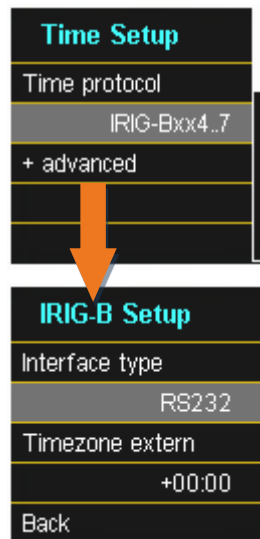 Time Setup
Time protocol
IRIG-Bxx4..7
+ advanced
IRIG-B Setup
Interface type
RS232
Timezone extern
+00:00
Back